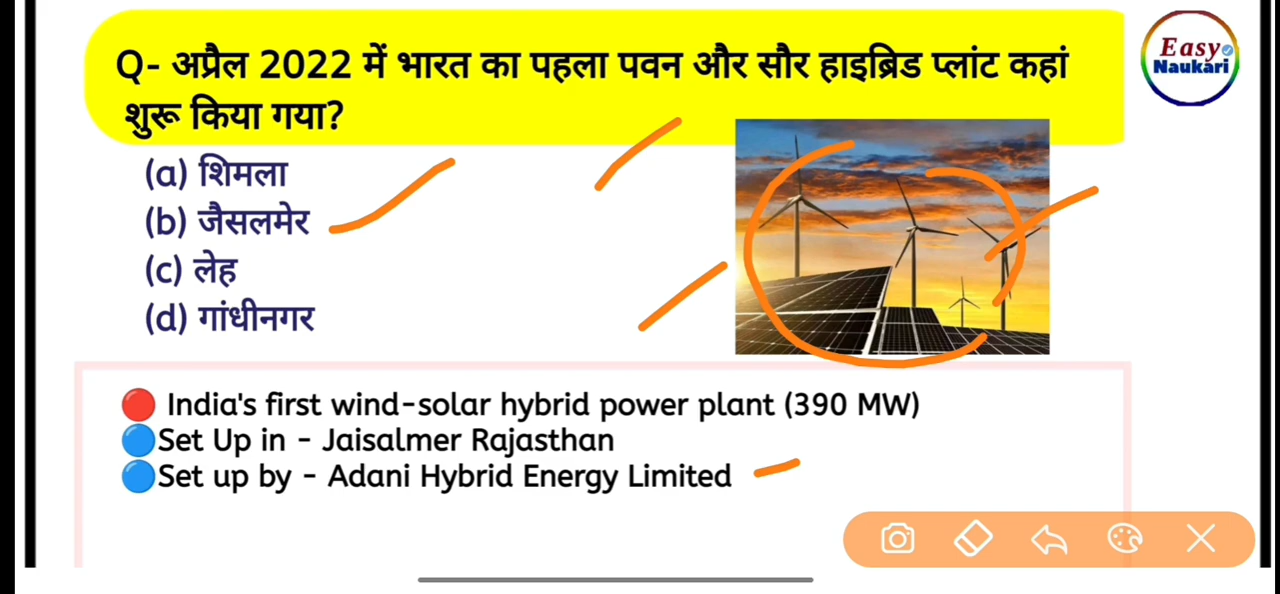 Q- अप्रैल 2022 में भारत का पहला पवन और सौर हाइब्रिड प्लांट कहां
शुरू किया गया?
Easy
Naukari
(a) शिमला
(b) जैसलमेर
(c) लेह
(d) गांधीनगर
India's first wind-solar hybrid power plant (390 MW)
Set Up in - Jaisalmer Rajasthan
Set up by - Adani Hybrid Energy Limited